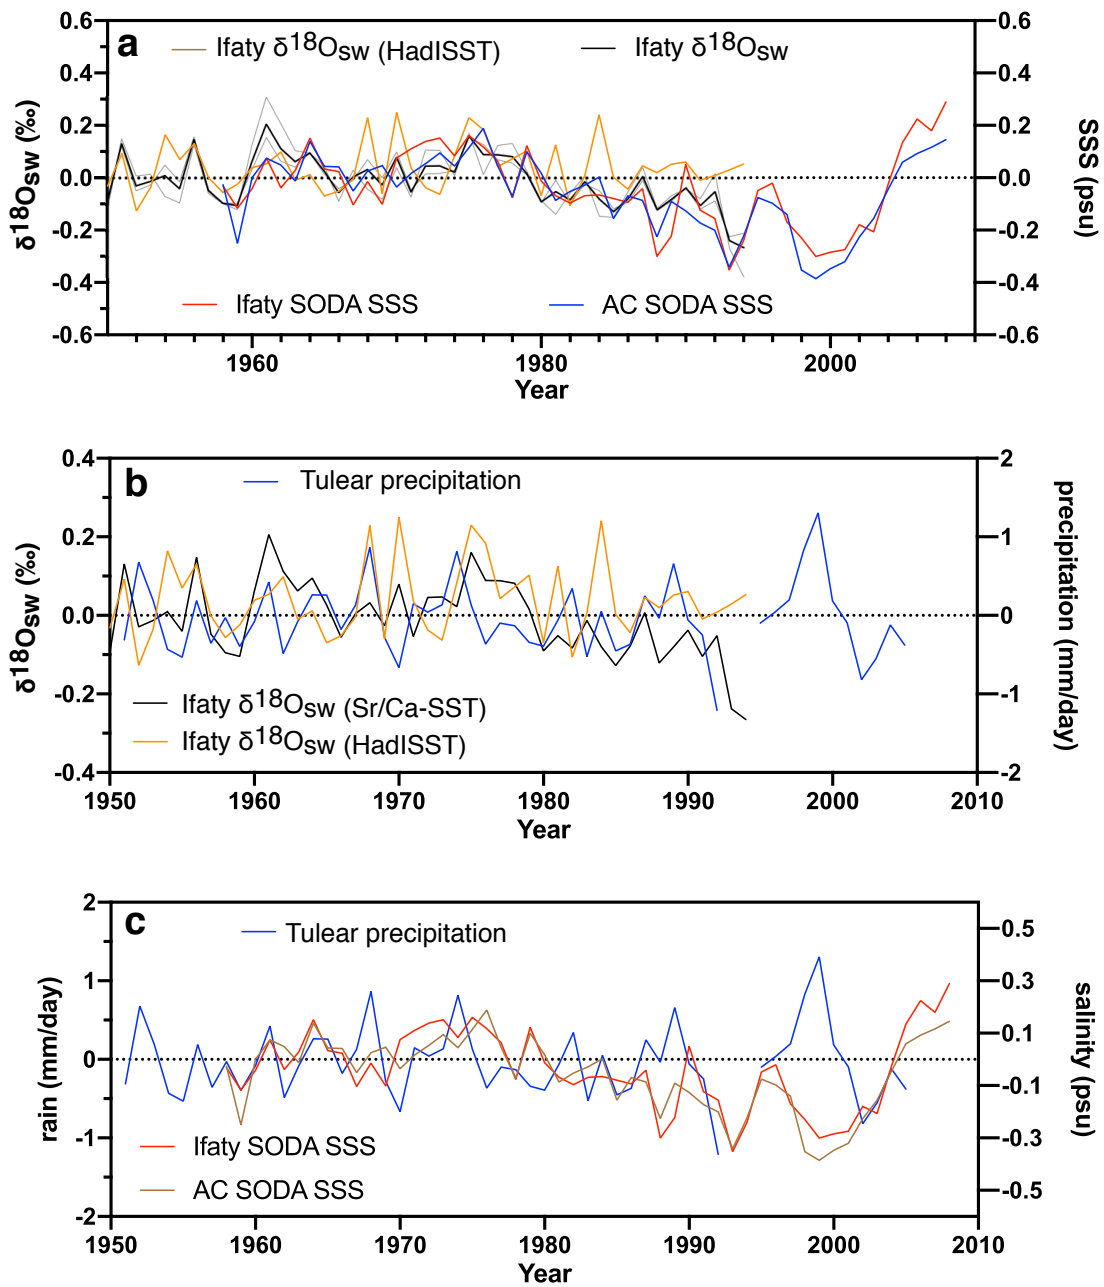 a
Ifaty δ18Osw (HadISST)
Ifaty δ18Osw
Ifaty SODA SSS
AC SODA SSS
0.6
0.4
0.2
0.0
-0.2
-0.4
-0.6
δ18Osw (‰)
0.6
0.4
0.2
0.0
-0.2
-0.4
-0.6
SSS (psu)
1960
1980
2000
Year
b
Tulear precipitation
Ifaty δ18Osw (Sr/Ca-SST)
Ifaty δ18Osw (HadISST)
0.4
0.2
0.0
-0.2
-0.4
δ18Osw (‰)
2
1
0
-1
-2
precipitation (mm/day)
1950
1960
1970
1980
1990
2000
2010
Year
c
Tulear precipitation
Ifaty SODA SSS
AC SODA SSS
2
1
0
-1
-2
rain (mm/day)
0.5
0.3
0.1
-0.1
-0.3
-0.5
salinity (psu)
1950
1960
1970
1980
1990
2000
2010
Year